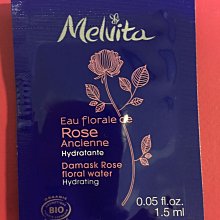 Melvita
Eau florale de
Rose
Ancienne
Hydratante
Damask Rose
floral water
Hydrating
0.05 fl.oz.
1.5 ml
BIO